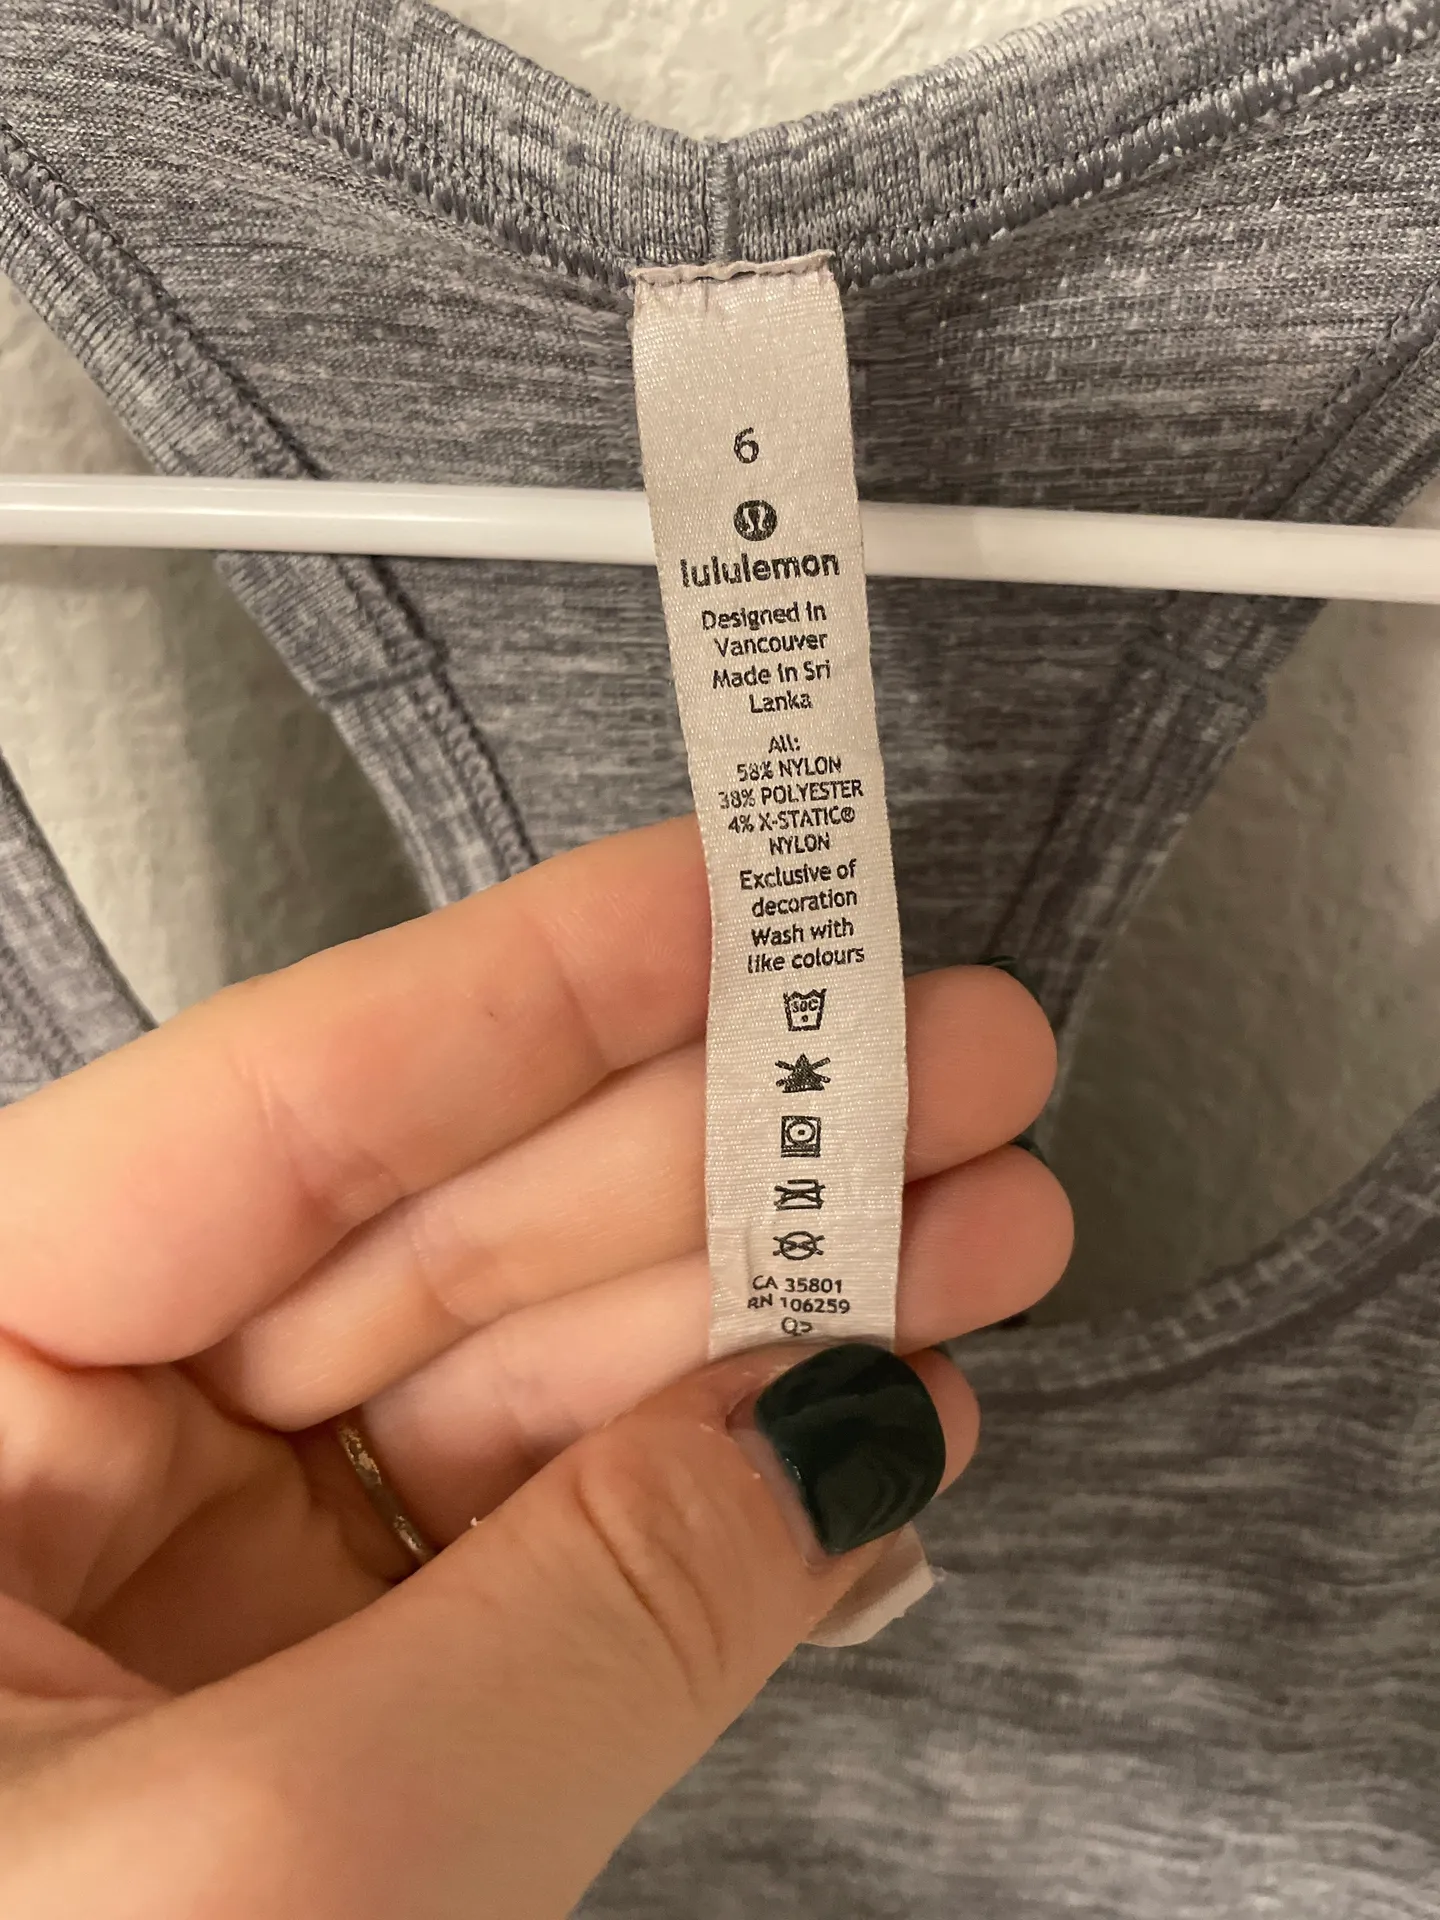 6
lululemon
Designed in
Vancouver
Made in Sri
Lanka
All:
58% NYLON
38% POLYESTER
4% X-STATIC®
NYLON
Exclusive of
decoration
Wash with
like colours
30C
CA 35801
RN 106259